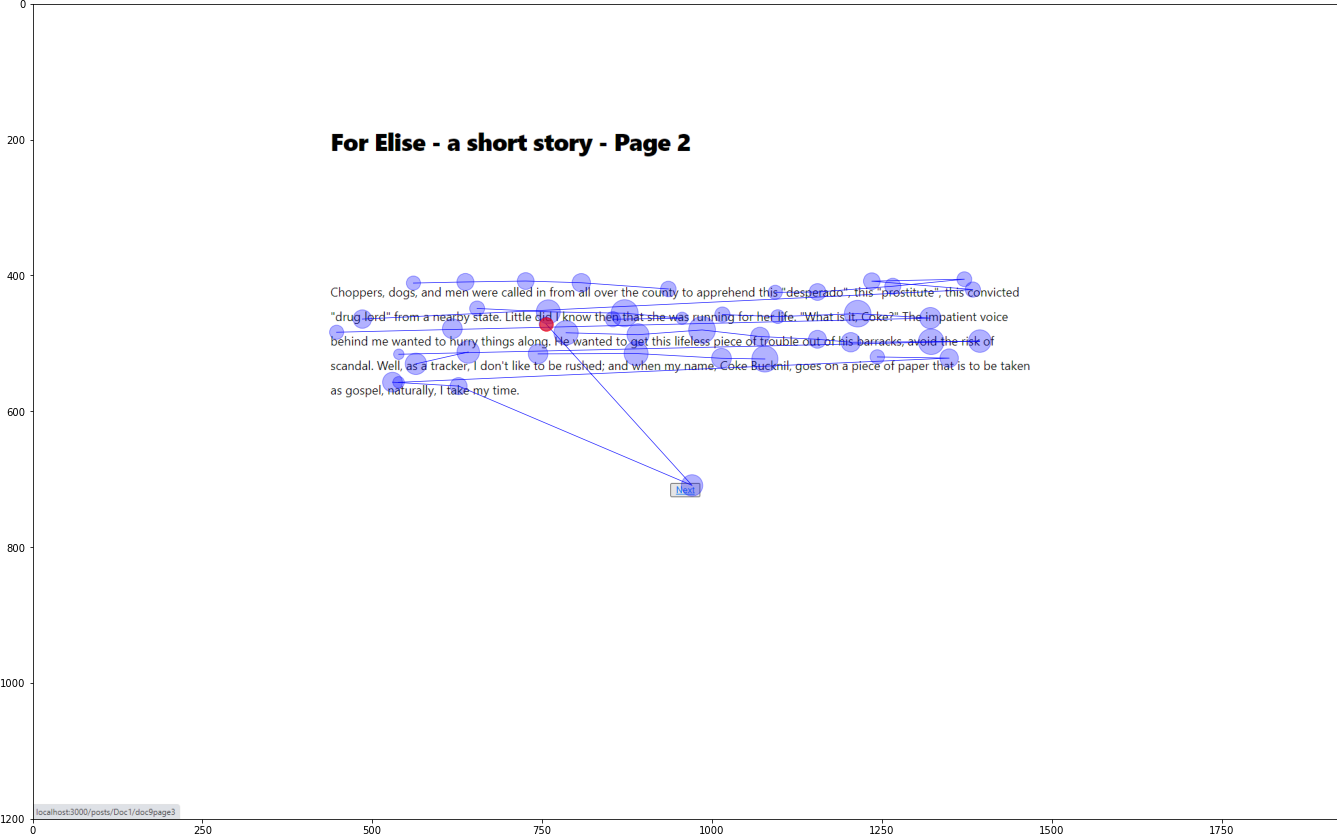 0
200
For Elise - a short story - Page 2
400
Choppers, dogs, and men were called in from all over the county to apprehend this "desperado", this "prostitute", this convicted
"drug lord" from a nearby state. Little did I know then that she was running for her life. "What is it, Coke?" The impatient voice
behind me wanted to hurry things along. He wanted to get this lifeless piece of trouble out of his barracks, avoid the risk of
scandal. Well, as a tracker, I don't like to be rushed; and when my name, Coke Bucknil, goes on a piece of paper that is to be taken
as gospel, naturally, I take my time.
600
Next
800
1000
localhost:3000/posts/Doc1/doc9page3
1200
0 250 500 750 1000 1250 1500 1750